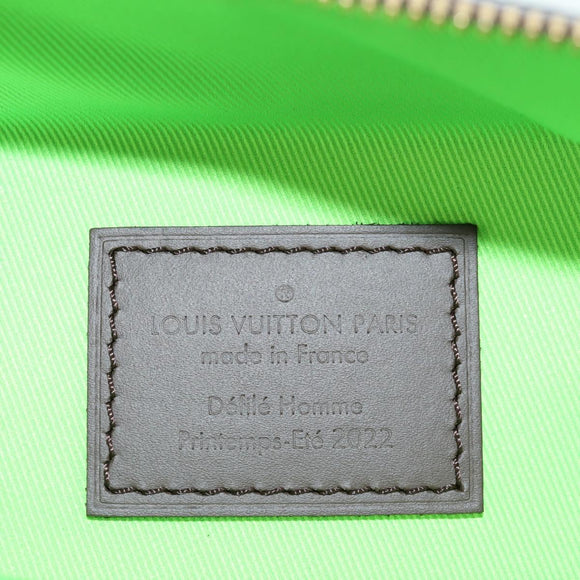 LOUIS VUITTON PARIS
made in France
Défilé Homme
Printemps-Eté 2022